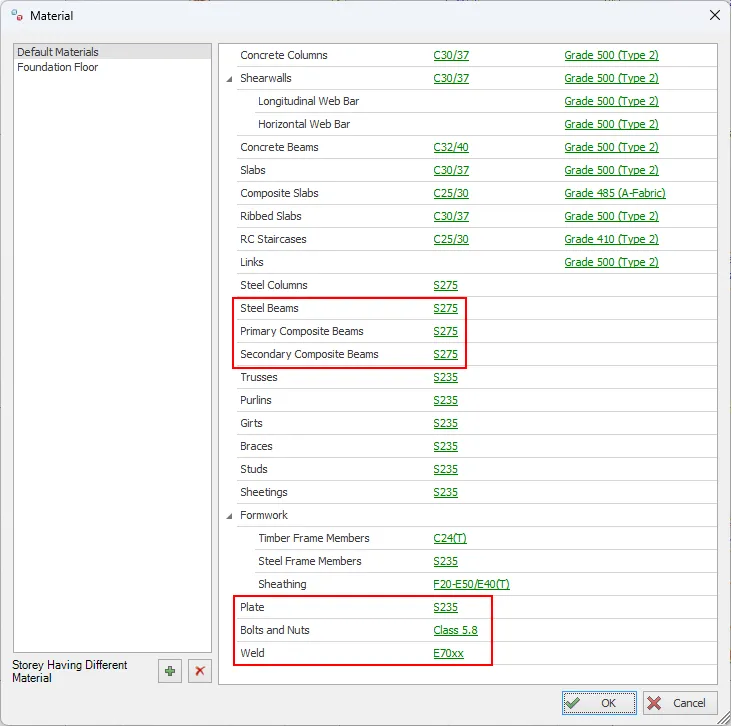 Material
Default Materials
Foundation Floor
Concrete Columns C30/37 Grade 500 (Type 2)
Shearwalls C30/37 Grade 500 (Type 2)
Longitudinal Web Bar Grade 500 (Type 2)
Horizontal Web Bar Grade 500 (Type 2)
Concrete Beams C32/40 Grade 500 (Type 2)
Slabs C30/37 Grade 500 (Type 2)
Composite Slabs C25/30 Grade 485 (A-Fabric)
Ribbed Slabs C30/37 Grade 500 (Type 2)
RC Staircases C25/30 Grade 410 (Type 2)
Links Grade 500 (Type 2)
Steel Columns S275
Steel Beams S275
Primary Composite Beams S275
Secondary Composite Beams S275
Trusses S235
Purlins S235
Girts S235
Braces S235
Studs S235
Sheetings S235
Formwork
Timber Frame Members C24(T)
Steel Frame Members S235
Sheathing F20-E50/E40(T)
Plate S235
Bolts and Nuts Class 5.8
Weld E70xx
Storey Having Different
Material
OK Cancel